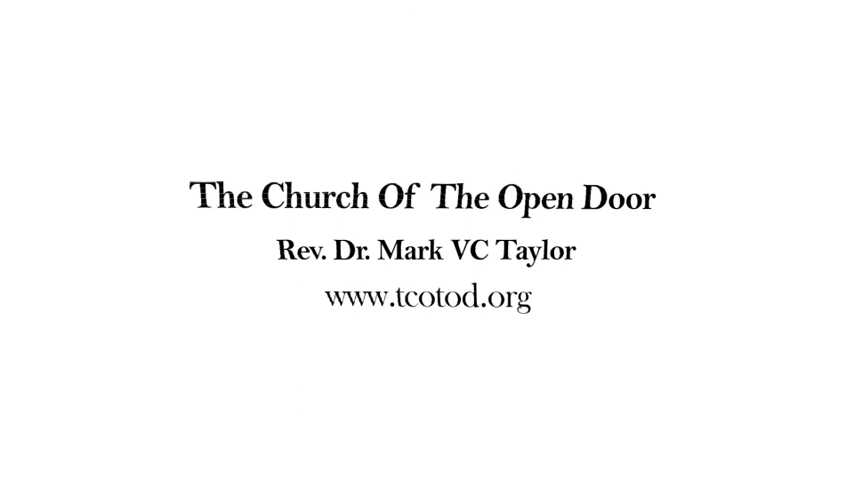 The Church Of The Open Door
Rev. Dr. Mark VC Taylor
www.tcotod.org